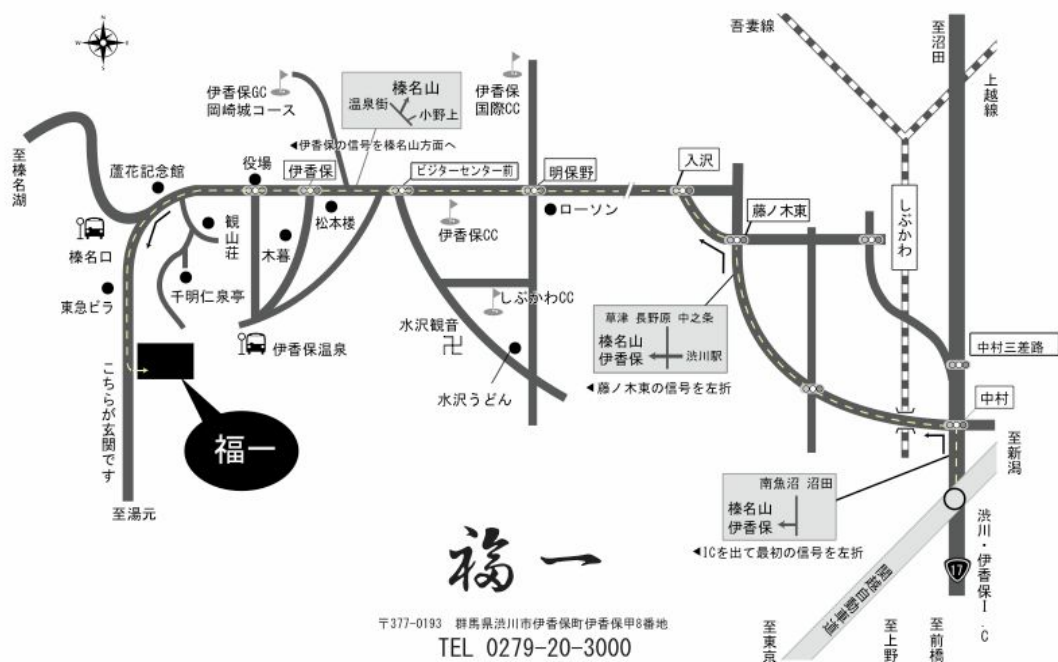 N
E
S
W
吾妻線
至沼田
上越線
伊香保GC
岡崎城コース
榛名山
温泉街
小野上
伊香保
国際CC
◀伊香保の信号を榛名山方面へ
至榛名湖
蘆花記念館
役場
伊香保
ビジターセンター前
明保野
入沢
松本楼
伊香保CC
ローソン
藤ノ木東
しぶかわ
榛名口
観山荘
木暮
東急ビラ
千明仁泉亭
しぶかわCC
伊香保温泉
水沢観音
卍
水沢うどん
草津 長野原 中之条
榛名山
伊香保
渋川駅
◀藤ノ木東の信号を左折
中村三差路
中村
こちらが玄関です
福一
至湯元
至新潟
南魚沼 沼田
榛名山
伊香保
◀ICを出て最初の信号を左折
渋川・伊香保I.C
17
関越自動車道
至東京
至上野
至前橋
福一
〒377-0193 群馬県渋川市伊香保町伊香保甲8番地
TEL 0279-20-3000